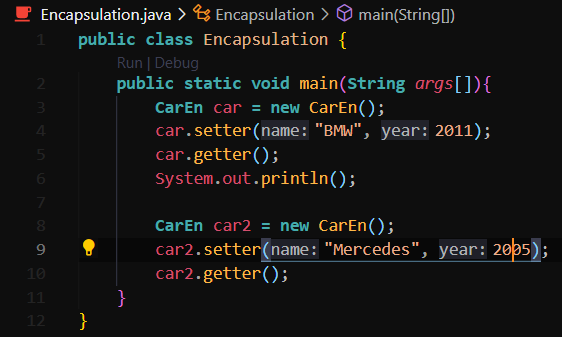 Encapsulation.java > Encapsulation > main(String[])
1 public class Encapsulation {
Run | Debug
2 public static void main(String args[]){
3 CarEn car = new CarEn();
4 car.setter(name: "BMW", year: 2011);
5 car.getter();
6 System.out.println();
7
8 CarEn car2 = new CarEn();
9 car2.setter(name: "Mercedes", year: 2005);
10 car2.getter();
11 }
12 }